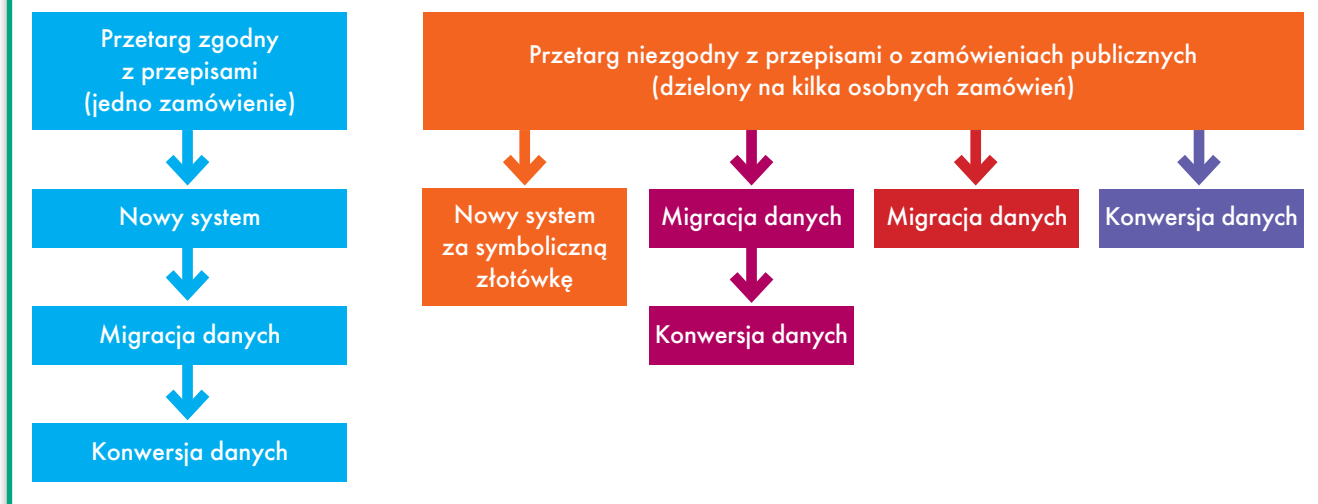 Przetarg zgodny
z przepisami
(jedno zamówienie)
Nowy system
Migracja danych
Konwersja danych
Przetarg niezgodny z przepisami o zamówieniach publicznych
(dzielony na kilka osobnych zamówień)
Nowy system
za symboliczną
złotówkę
Migracja danych
Konwersja danych
Migracja danych
Konwersja danych